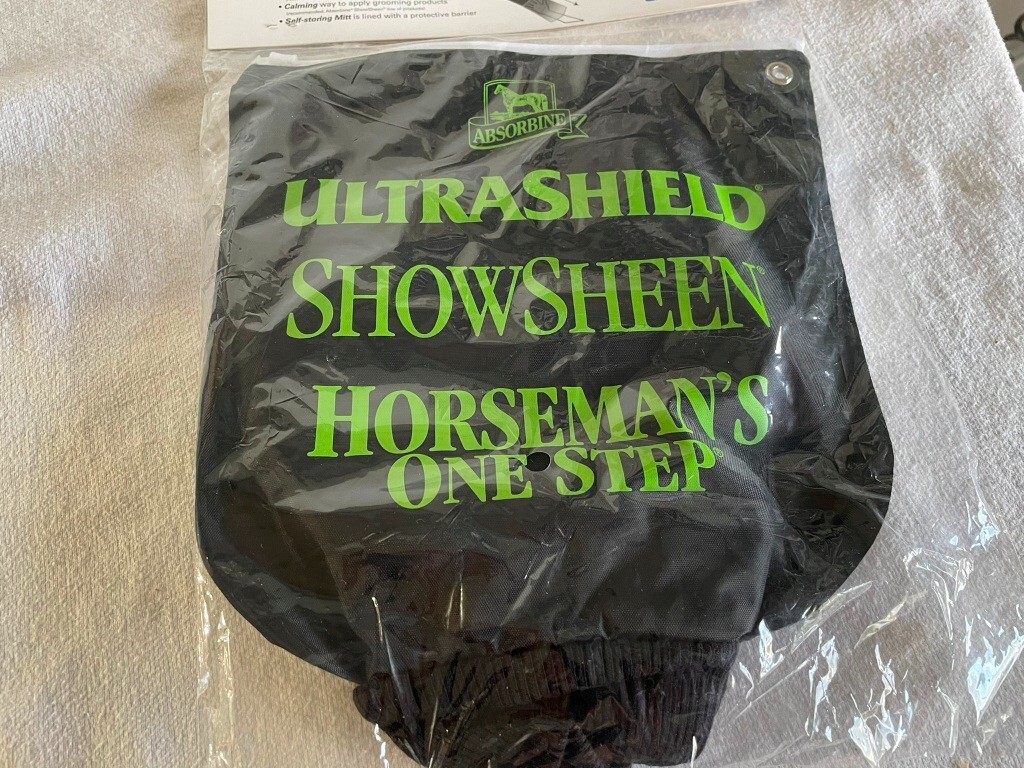 • Calming way to apply grooming products
• Self-storing Mitt is lined with a protective barrier
ABSORBINE
ULTRASHIELD®
SHOWSHEEN®
HORSEMAN'S
ONE STEP®